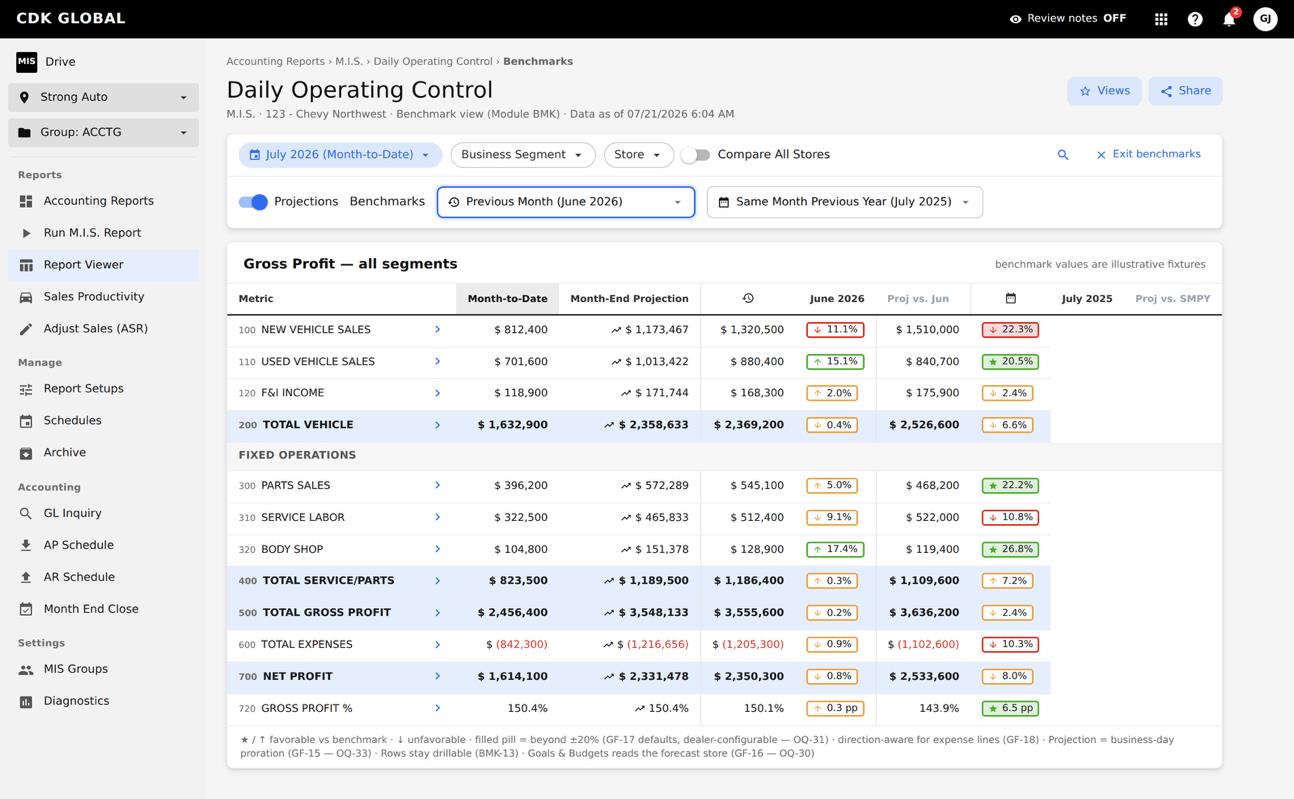 CDK GLOBAL
Review notes OFF
2
GJ
MIS Drive
Strong Auto
Group: ACCTG
Reports
Accounting Reports
Run M.I.S. Report
Report Viewer
Sales Productivity
Adjust Sales (ASR)
Manage
Report Setups
Schedules
Archive
Accounting
GL Inquiry
AP Schedule
AR Schedule
Month End Close
Settings
MIS Groups
Diagnostics
Accounting Reports › M.I.S. › Daily Operating Control › Benchmarks
Daily Operating Control
M.I.S. · 123 - Chevy Northwest · Benchmark view (Module BMK) · Data as of 07/21/2026 6:04 AM
Views
Share
July 2026 (Month-to-Date)
Business Segment
Store
Compare All Stores
Exit benchmarks
Projections
Benchmarks
Previous Month (June 2026)
Same Month Previous Year (July 2025)
Gross Profit — all segments
benchmark values are illustrative fixtures
Metric Month-to-Date Month-End Projection June 2026 Proj vs. Jun July 2025 Proj vs. SMPY
100 NEW VEHICLE SALES $ 812,400 $ 1,173,467 $ 1,320,500 ↓ 11.1% $ 1,510,000 ↓ 22.3%
110 USED VEHICLE SALES $ 701,600 $ 1,013,422 $ 880,400 ↑ 15.1% $ 840,700 ★ 20.5%
120 F&I INCOME $ 118,900 $ 171,744 $ 168,300 ↑ 2.0% $ 175,900 ↓ 2.4%
200 TOTAL VEHICLE $ 1,632,900 $ 2,358,633 $ 2,369,200 ↓ 0.4% $ 2,526,600 ↓ 6.6%
FIXED OPERATIONS
300 PARTS SALES $ 396,200 $ 572,289 $ 545,100 ↑ 5.0% $ 468,200 ★ 22.2%
310 SERVICE LABOR $ 322,500 $ 465,833 $ 512,400 ↓ 9.1% $ 522,000 ↓ 10.8%
320 BODY SHOP $ 104,800 $ 151,378 $ 128,900 ↑ 17.4% $ 119,400 ★ 26.8%
400 TOTAL SERVICE/PARTS $ 823,500 $ 1,189,500 $ 1,186,400 ↑ 0.3% $ 1,109,600 ↑ 7.2%
500 TOTAL GROSS PROFIT $ 2,456,400 $ 3,548,133 $ 3,555,600 ↓ 0.2% $ 3,636,200 ↓ 2.4%
600 TOTAL EXPENSES $ (842,300) $ (1,216,656) $ (1,205,300) ↓ 0.9% $ (1,102,600) ↓ 10.3%
700 NET PROFIT $ 1,614,100 $ 2,331,478 $ 2,350,300 ↓ 0.8% $ 2,533,600 ↓ 8.0%
720 GROSS PROFIT % 150.4% 150.4% 150.1% ↑ 0.3 pp 143.9% ★ 6.5 pp
★ / ↑ favorable vs benchmark · ↓ unfavorable · filled pill = beyond ±20% (GF-17 defaults, dealer-configurable — OQ-31) · direction-aware for expense lines (GF-18) · Projection = business-day
proration (GF-15 — OQ-33) · Rows stay drillable (BMK-13) · Goals & Budgets reads the forecast store (GF-16 — OQ-30)